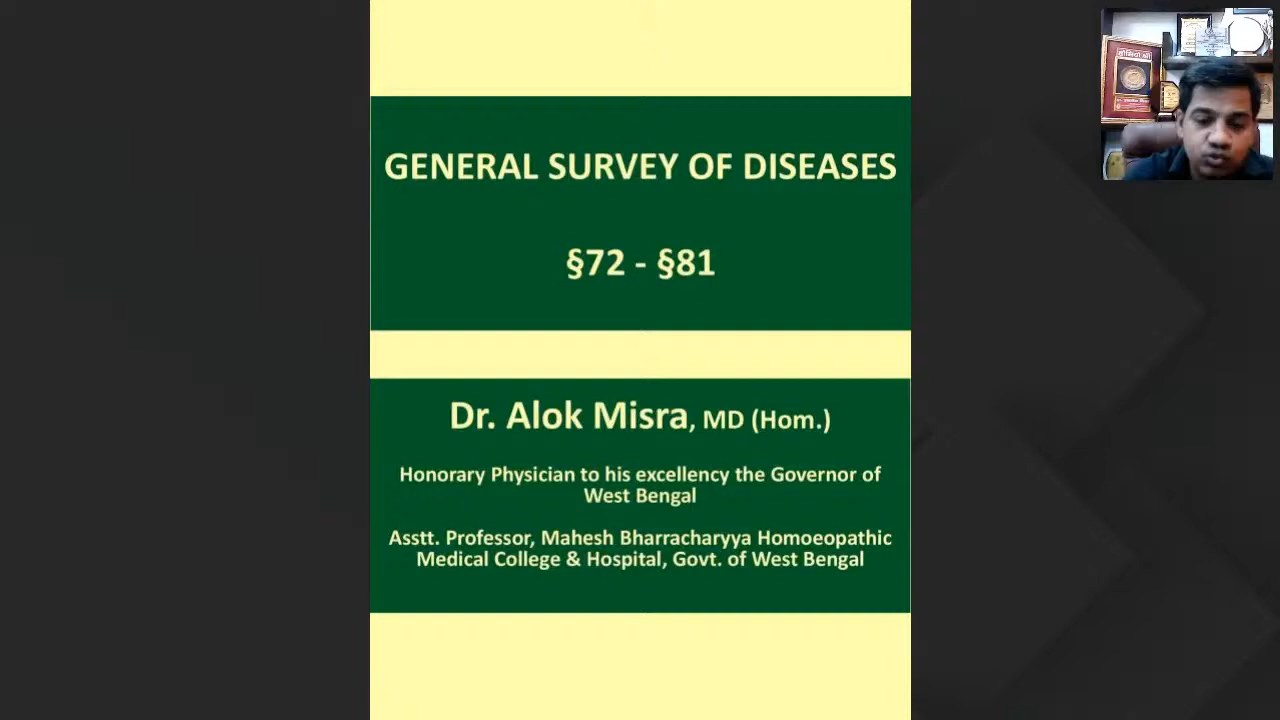 GENERAL SURVEY OF DISEASES
§72 - §81
Dr. Alok Misra, MD (Hom.)
Honorary Physician to his excellency the Governor of
West Bengal
Asstt. Professor, Mahesh Bharracharyya Homoeopathic
Medical College & Hospital, Govt. of West Bengal